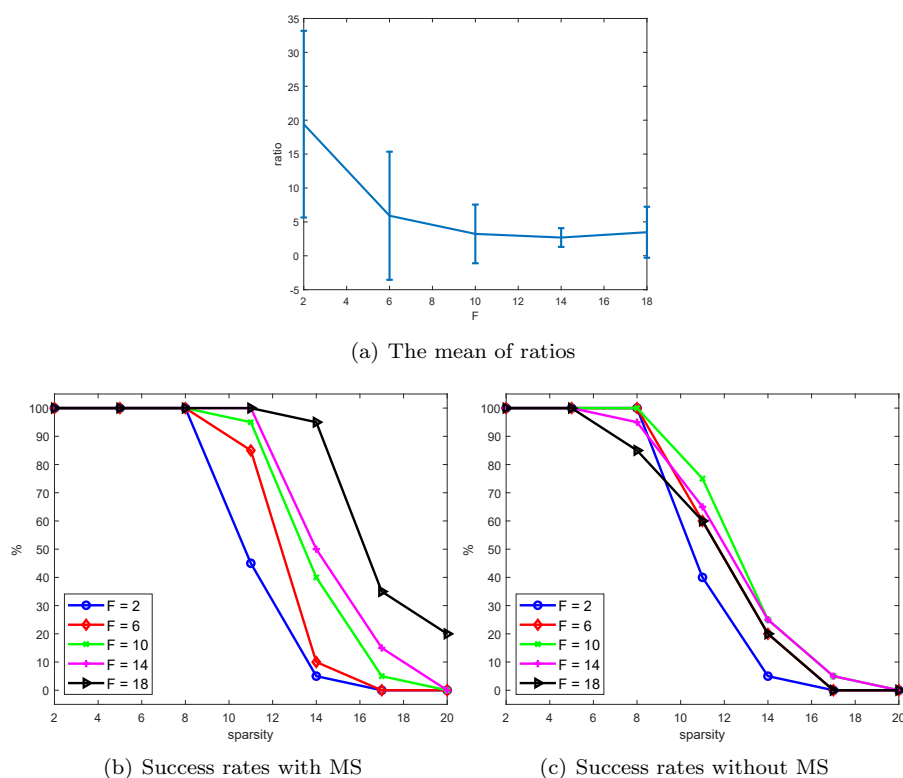 35
30
25
20
15
10
5
0
-5
ratio
2 4 6 8 10 12 14 16 18
F
(a) The mean of ratios
100
90
80
70
60
50
40
30
20
10
0
%
F = 2
F = 6
F = 10
F = 14
F = 18
2 4 6 8 10 12 14 16 18 20
sparsity
(b) Success rates with MS
100
90
80
70
60
50
40
30
20
10
0
%
F = 2
F = 6
F = 10
F = 14
F = 18
2 4 6 8 10 12 14 16 18 20
sparsity
(c) Success rates without MS